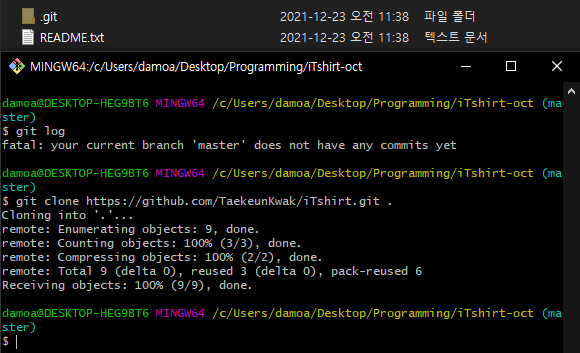 .git 2021-12-23 오전 11:38 파일 폴더
README.txt 2021-12-23 오전 11:38 텍스트 문서
MINGW64:/c/Users/damoa/Desktop/Programming/iTshirt-oct
damoa@DESKTOP-HEG9BT6 MINGW64 /c/Users/damoa/Desktop/Programming/iTshirt-oct (ma
ster)
$ git log
fatal: your current branch 'master' does not have any commits yet
damoa@DESKTOP-HEG9BT6 MINGW64 /c/Users/damoa/Desktop/Programming/iTshirt-oct (ma
ster)
$ git clone https://github.com/TaekeunKwak/iTshirt.git .
Cloning into '.'...
remote: Enumerating objects: 9, done.
remote: Counting objects: 100% (3/3), done.
remote: Compressing objects: 100% (2/2), done.
remote: Total 9 (delta 0), reused 3 (delta 0), pack-reused 6
Receiving objects: 100% (9/9), done.
damoa@DESKTOP-HEG9BT6 MINGW64 /c/Users/damoa/Desktop/Programming/iTshirt-oct (ma
ster)
$